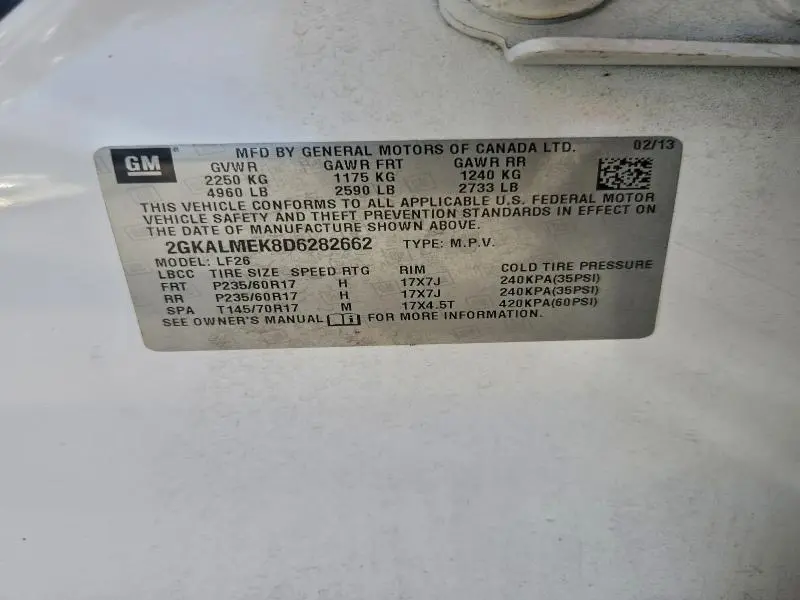 GM MFD BY GENERAL MOTORS OF CANADA LTD. 02/13
GVWR GAWR FRT GAWR RR
2250 KG 1175 KG 1240 KG
4960 LB 2590 LB 2733 LB
THIS VEHICLE CONFORMS TO ALL APPLICABLE U.S. FEDERAL MOTOR
VEHICLE SAFETY AND THEFT PREVENTION STANDARDS IN EFFECT ON
THE DATE OF MANUFACTURE SHOWN ABOVE.
2GKALMEK8D6282662 TYPE: M.P.V.
MODEL: LF26
LBCC TIRE SIZE SPEED RTG RIM COLD TIRE PRESSURE
FRT P235/60R17 H 17X7J 240KPA(35PSI)
RR P235/60R17 H 17X7J 240KPA(35PSI)
SPA T145/70R17 M 17X4.5T 420KPA(60PSI)
SEE OWNER'S MANUAL FOR MORE INFORMATION.